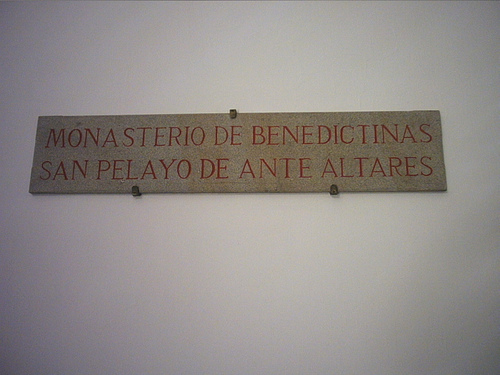 MONASTERIO DE BENEDICTINAS
SAN PELAYO DE ANTE ALTARES